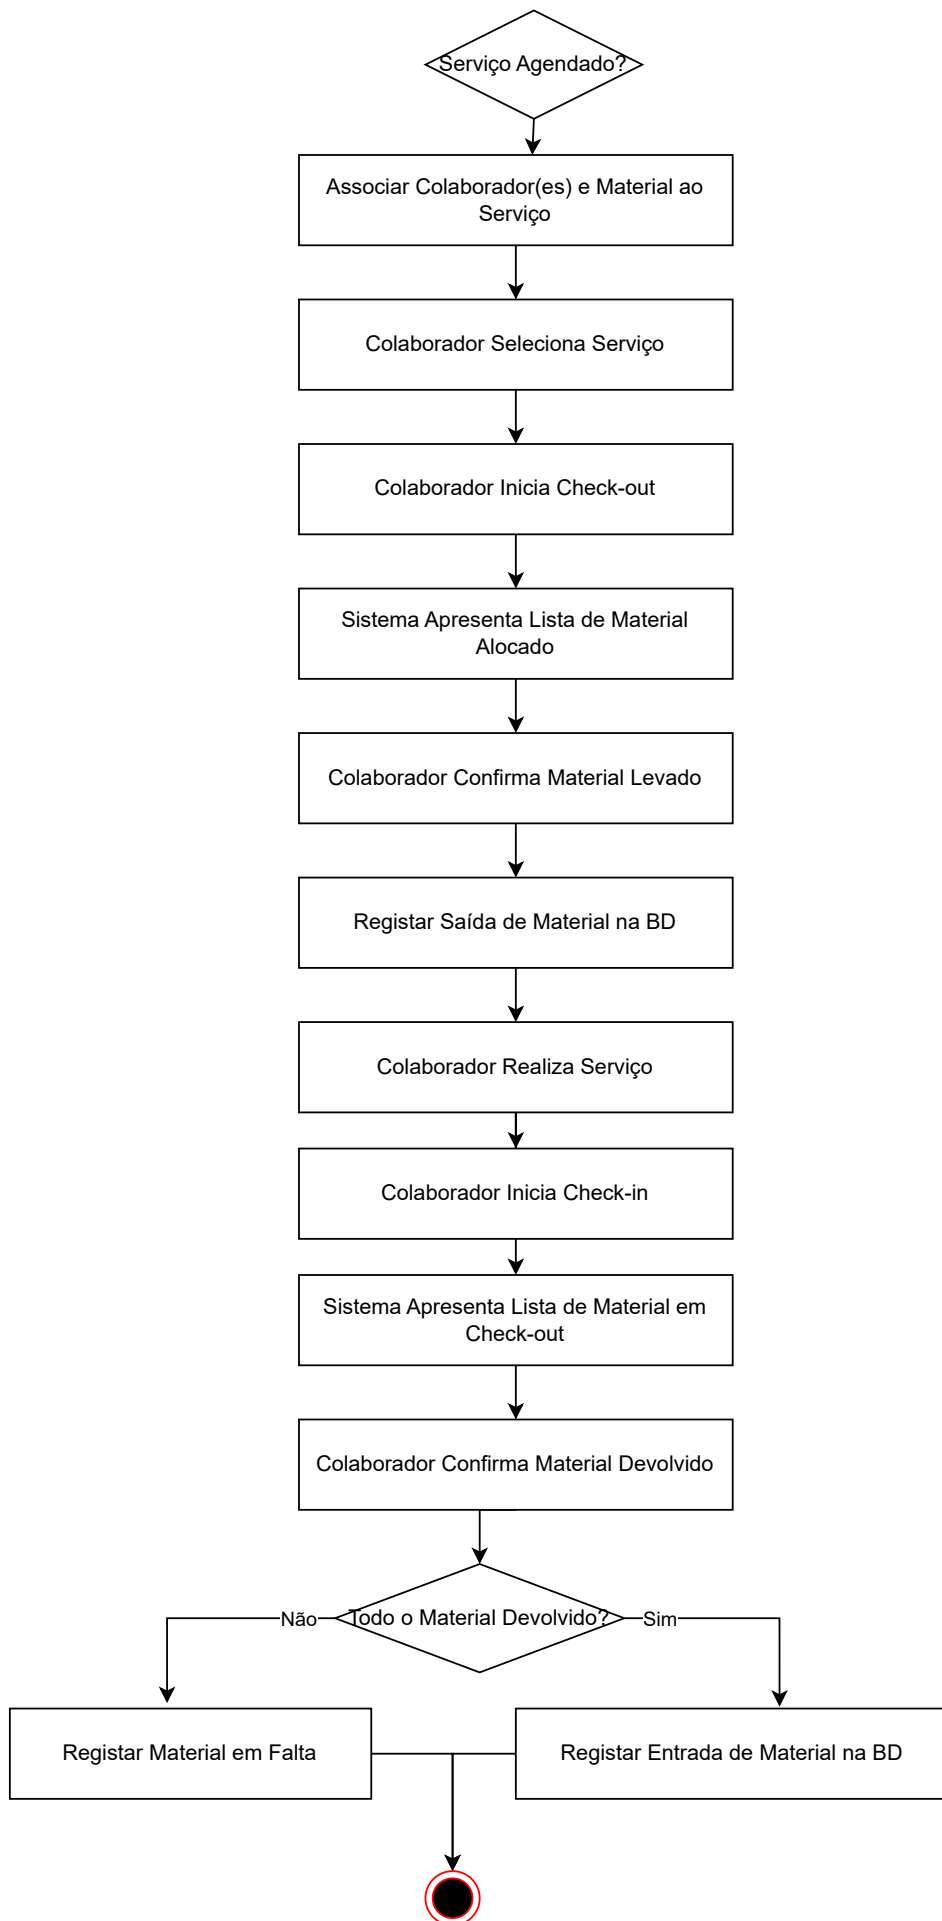 Serviço Agendado?
Associar Colaborador(es) e Material ao
Serviço
Colaborador Seleciona Serviço
Colaborador Inicia Check-out
Sistema Apresenta Lista de Material
Alocado
Colaborador Confirma Material Levado
Registar Saída de Material na BD
Colaborador Realiza Serviço
Colaborador Inicia Check-in
Sistema Apresenta Lista de Material em
Check-out
Colaborador Confirma Material Devolvido
Não
Todo o Material Devolvido?
Sim
Registar Material em Falta
Registar Entrada de Material na BD